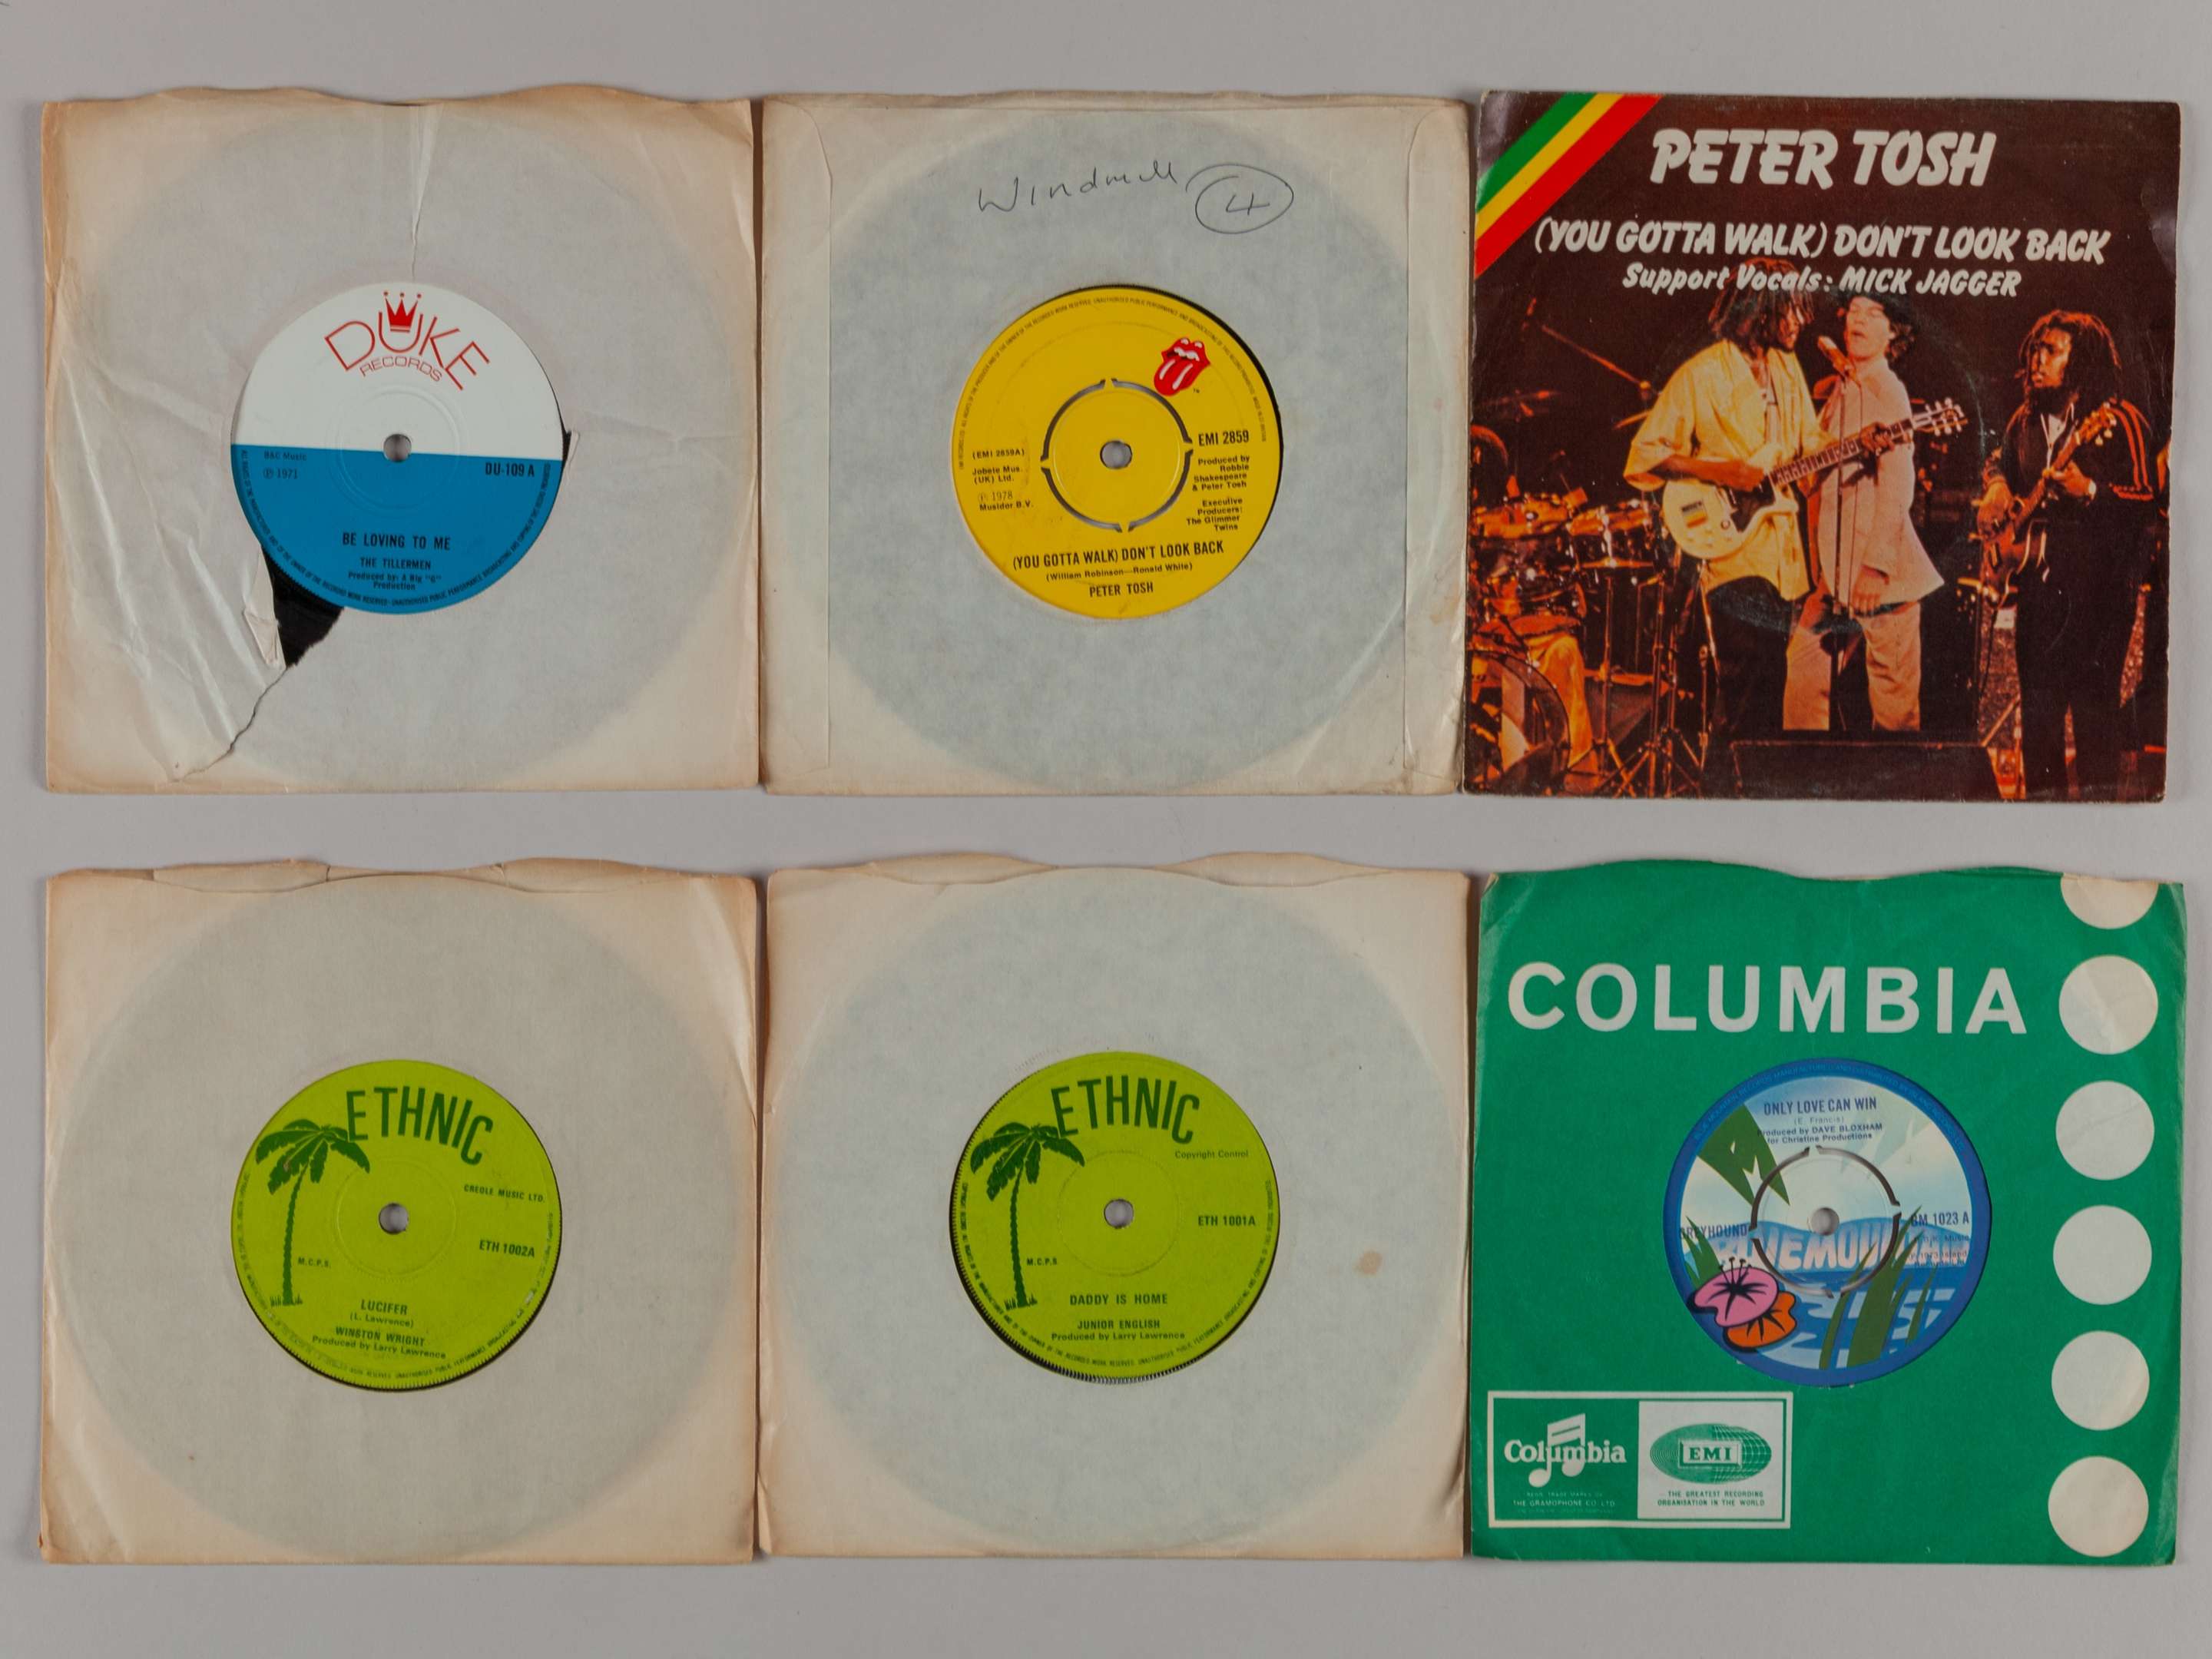 DUKE
RECORDS
B&C Music
℗ 1971
DU-109 A
BE LOVING TO ME
THE TILLERMEN
Produced by: A Big "G"
Production
Windmill 4
EMI 2859
(EMI 2859A)
Jobete Mus.
(UK) Ltd.
℗ 1978
Musidor B.V.
Produced by
Robbie
Shakespeare
& Peter Tosh
Executive
Producers:
The Glimmer
Twins
(YOU GOTTA WALK) DON'T LOOK BACK
(William Robinson—Ronald White)
PETER TOSH
PETER TOSH
(YOU GOTTA WALK) DON'T LOOK BACK
Support Vocals: MICK JAGGER
ETHNIC
CREOLE MUSIC LTD.
ETH 1002A
M.C.P.S.
LUCIFER
(L. Lawrence)
WINSTON WRIGHT
Produced by Larry Lawrence
ETHNIC
Copyright Control
ETH 1001A
M.C.P.S
DADDY IS HOME
JUNIOR ENGLISH
Produced by Larry Lawrence
COLUMBIA
ONLY LOVE CAN WIN
(E. Francis)
Produced by DAVE BLOXHAM
for Christine Productions
GREYHOUND
BM 1023 A
Columbia
THE GRAMOPHONE CO. LTD.
EMI
THE GREATEST RECORDING
ORGANISATION IN THE WORLD